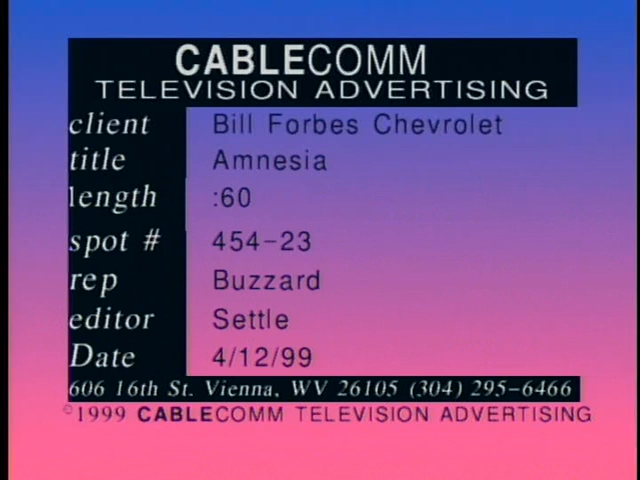 CABLECOMM
TELEVISION ADVERTISING
client Bill Forbes Chevrolet
title Amnesia
length :60
spot # 454-23
rep Buzzard
editor Settle
Date 4/12/99
606 16th St. Vienna, WV 26105 (304) 295-6466
©1999 CABLECOMM TELEVISION ADVERTISING